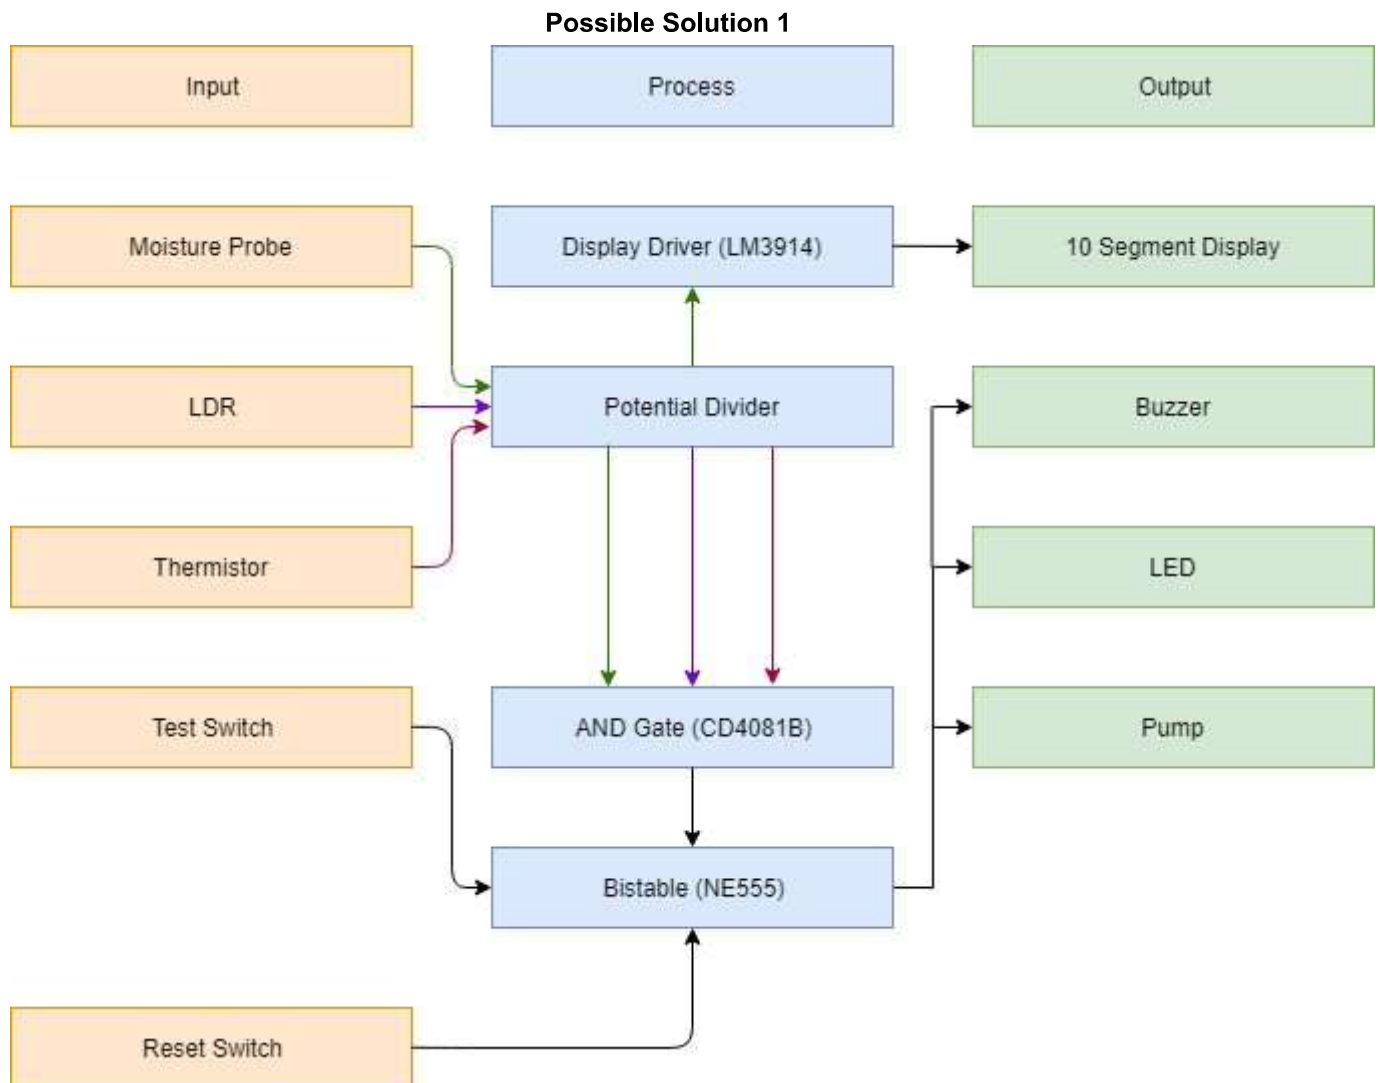 Possible Solution 1
Input
Process
Output
Moisture Probe
Display Driver (LM3914)
10 Segment Display
LDR
Potential Divider
Buzzer
Thermistor
LED
Test Switch
AND Gate (CD4081B)
Pump
Bistable (NE555)
Reset Switch